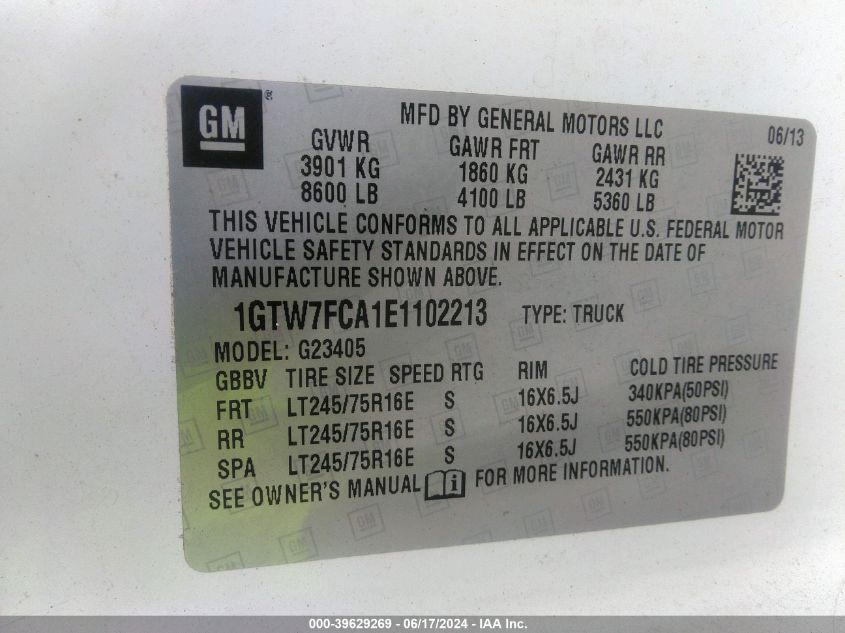 GM ®
MFD BY GENERAL MOTORS LLC
06/13
GVWR GAWR FRT GAWR RR
3901 KG 1860 KG 2431 KG
8600 LB 4100 LB 5360 LB
THIS VEHICLE CONFORMS TO ALL APPLICABLE U.S. FEDERAL MOTOR
VEHICLE SAFETY STANDARDS IN EFFECT ON THE DATE OF
MANUFACTURE SHOWN ABOVE.
1GTW7FCA1E1102213 TYPE: TRUCK
MODEL: G23405
GBBV TIRE SIZE SPEED RTG RIM COLD TIRE PRESSURE
FRT LT245/75R16E S 16X6.5J 340KPA(50PSI)
RR LT245/75R16E S 16X6.5J 550KPA(80PSI)
SPA LT245/75R16E S 16X6.5J 550KPA(80PSI)
SEE OWNER'S MANUAL i FOR MORE INFORMATION.
000-39629269 - 06/17/2024 - IAA Inc.